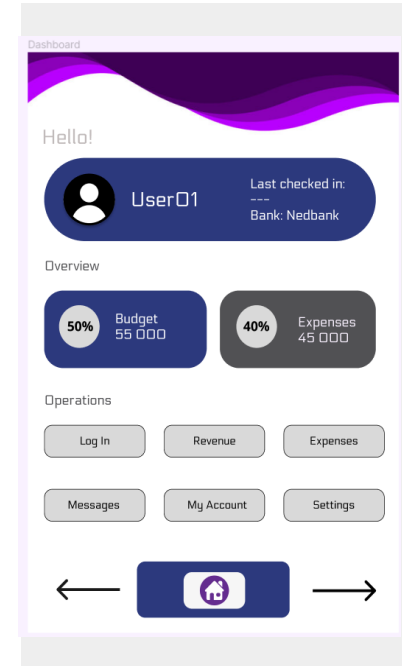 Dashboard
Hello!
User01
Last checked in:
---
Bank: Nedbank
Overview
50%
Budget
55 000
40%
Expenses
45 000
Operations
Log In
Revenue
Expenses
Messages
My Account
Settings